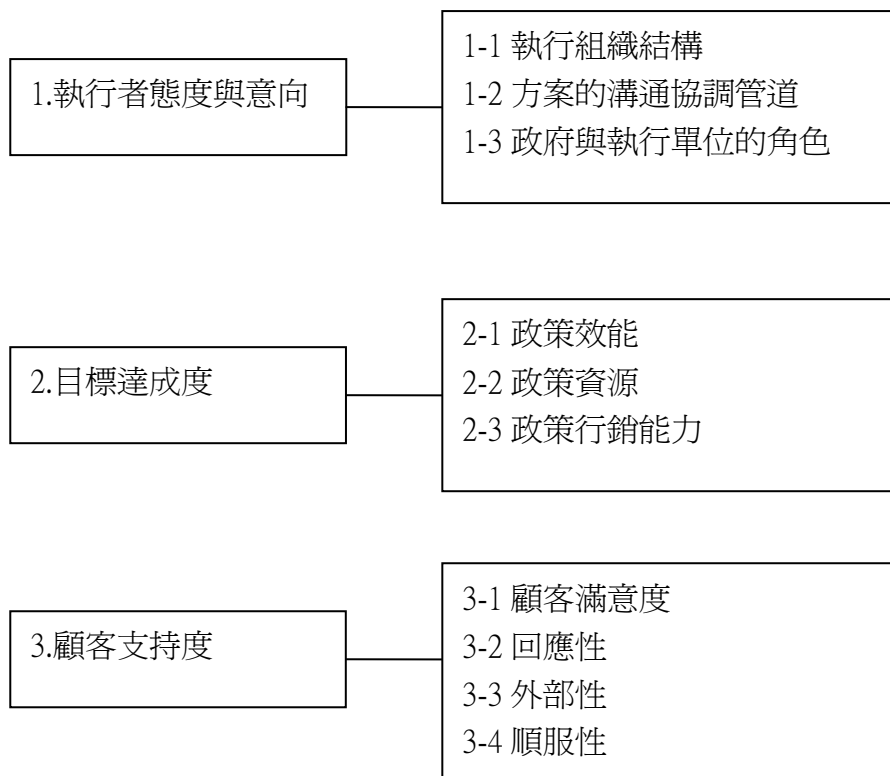 1.執行者態度與意向
1-1 執行組織結構
1-2 方案的溝通協調管道
1-3 政府與執行單位的角色
2.目標達成度
2-1 政策效能
2-2 政策資源
2-3 政策行銷能力
3.顧客支持度
3-1 顧客滿意度
3-2 回應性
3-3 外部性
3-4 順服性